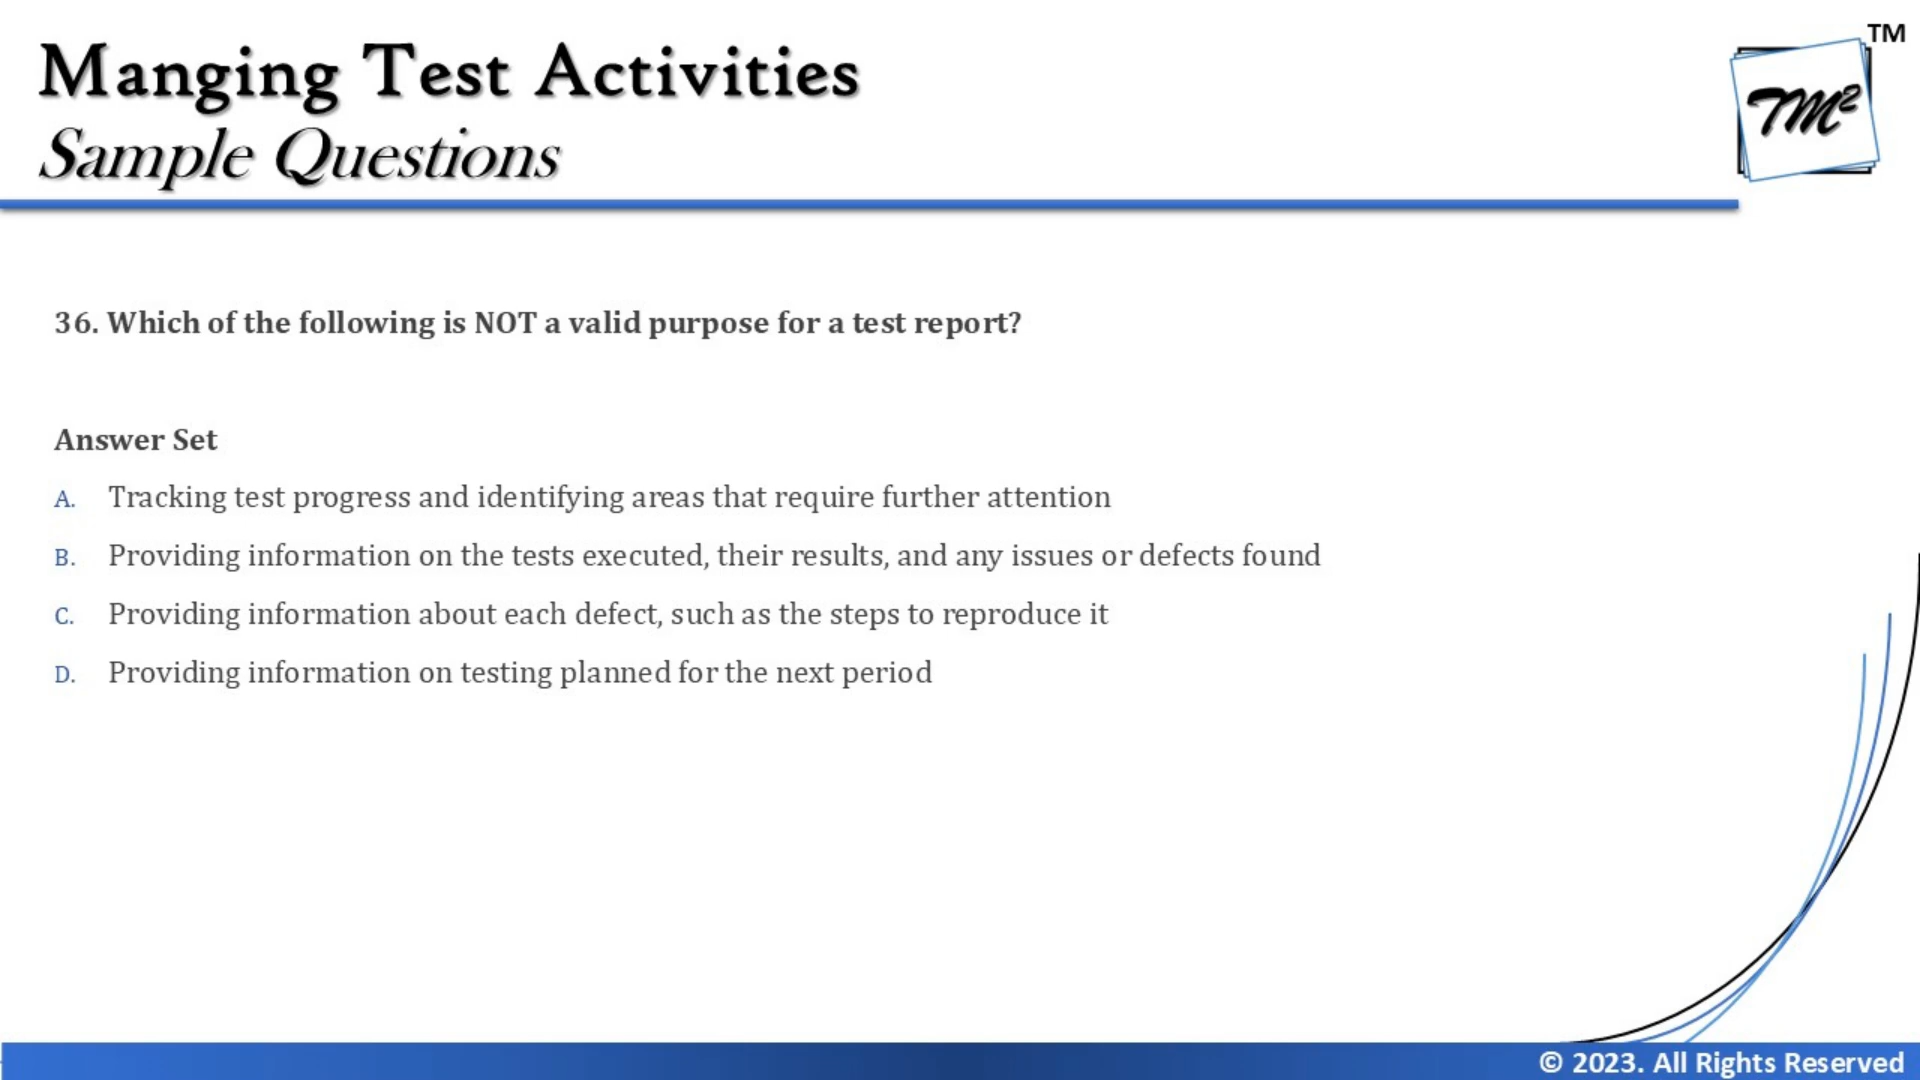 Manging Test Activities
Sample Questions
TM
TM²
36. Which of the following is NOT a valid purpose for a test report?
Answer Set
A. Tracking test progress and identifying areas that require further attention
B. Providing information on the tests executed, their results, and any issues or defects found
C. Providing information about each defect, such as the steps to reproduce it
D. Providing information on testing planned for the next period
© 2023. All Rights Reserved